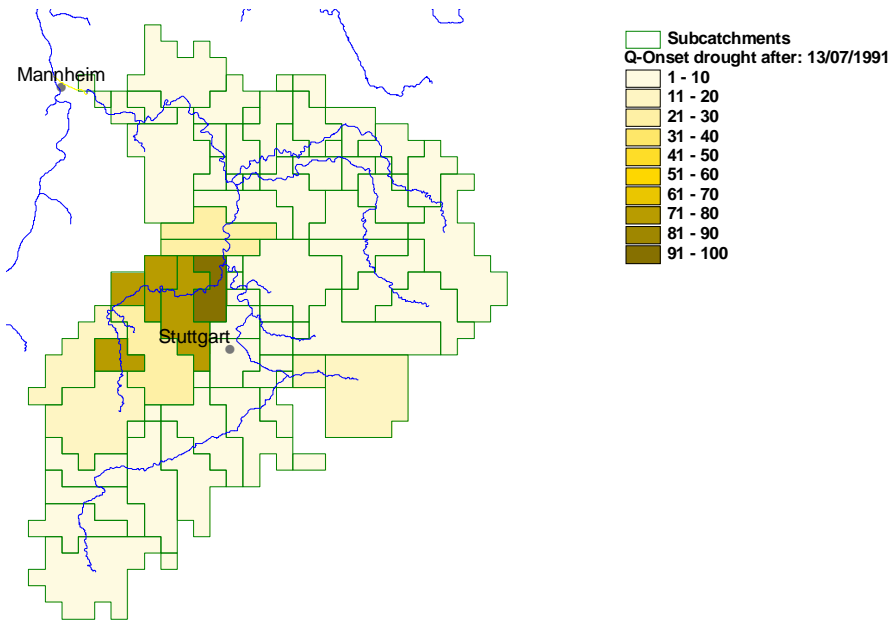 Mannheim
Stuttgart
Subcatchments
Q-Onset drought after: 13/07/1991
1 - 10
11 - 20
21 - 30
31 - 40
41 - 50
51 - 60
61 - 70
71 - 80
81 - 90
91 - 100